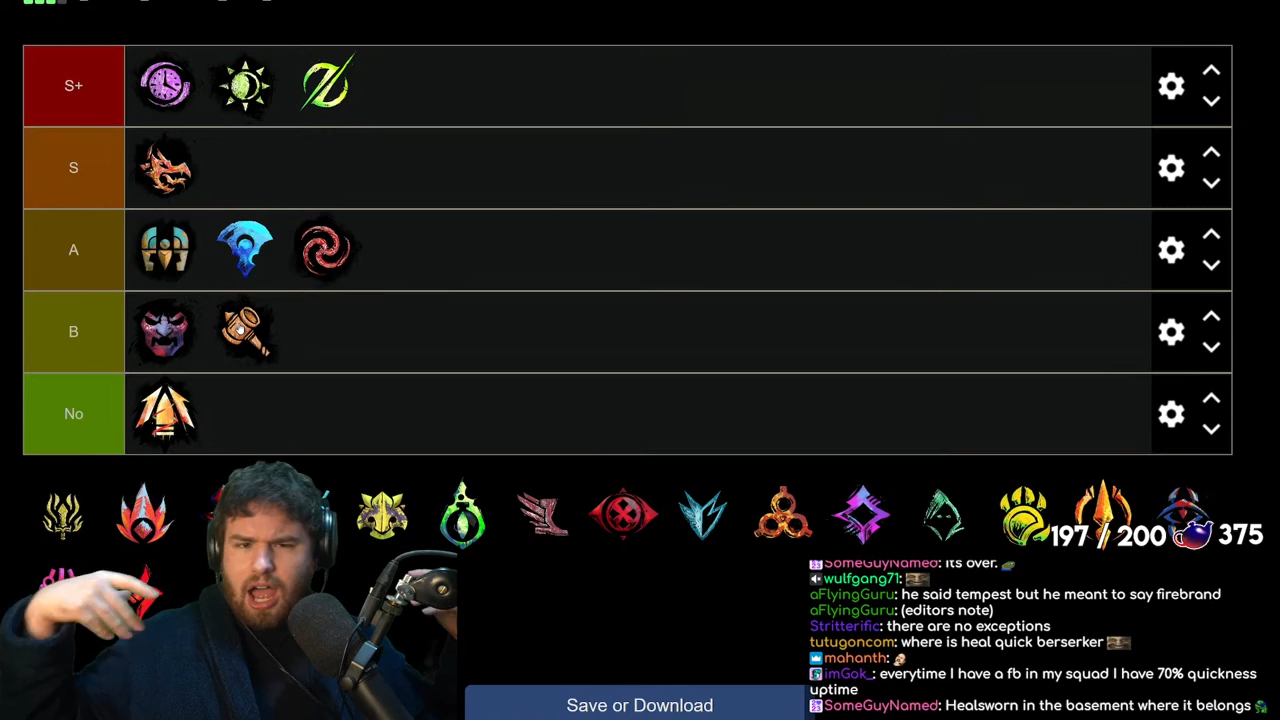 S+
S
A
B
No
197 / 200 375
SomeGuyNamed: Its over.
wulfgang71:
aFlyingGuru: he said tempest but he meant to say firebrand
aFlyingGuru: (editors note)
Stritterific: there are no exceptions
tutugoncom: where is heal quick berserker
mahanth:
imGok_: everytime I have a fb in my squad I have 70% quickness
uptime
SomeGuyNamed: Healsworn in the basement where it belongs
Save or Download